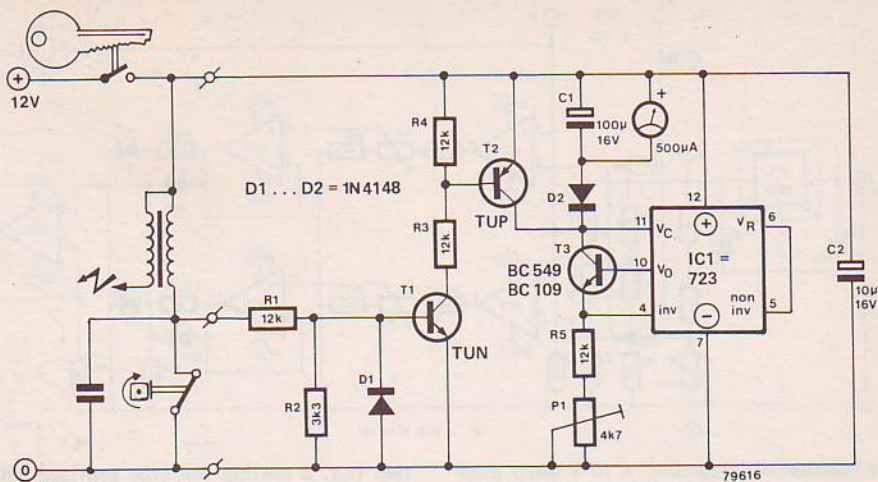 +
12V
R4
12k
C1
100µ
16V
+
500µA
T2
D1 ... D2 = 1N4148
TUP
D2
R3
12k
T3
BC 549
BC 109
12
+
11
VC
VR
6
IC1 =
723
10
VO
4
inv
non
inv
5
−
7
C2
10µ
16V
R1
12k
T1
TUN
R2
3k3
D1
R5
12k
P1
4k7
0
79616